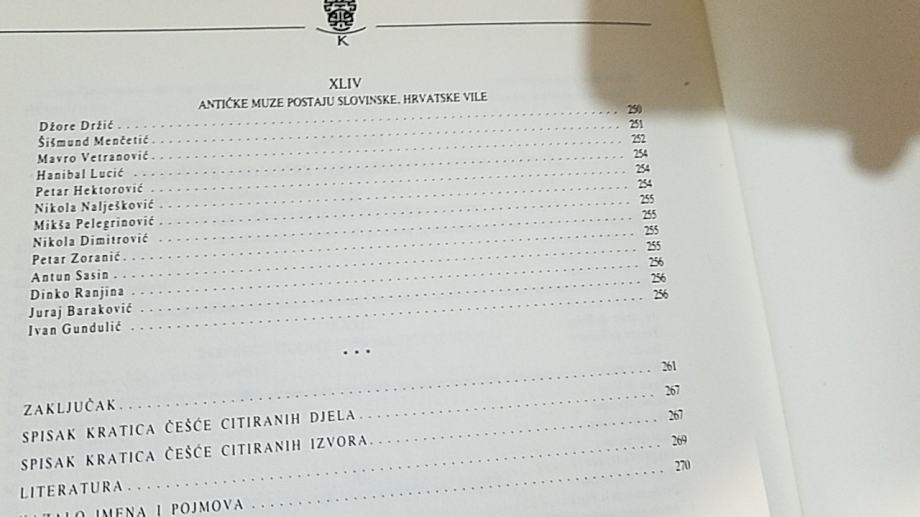 K
XLIV
ANTIČKE MUZE POSTAJU SLOVINSKE, HRVATSKE VILE
Džore Držić . . . . . . . . . . 250
Šišmund Menčetić . . . . . . . . . . 251
Mavro Vetranović . . . . . . . . . . 252
Hanibal Lucić . . . . . . . . . . 254
Petar Hektorović . . . . . . . . . . 254
Nikola Nalješković . . . . . . . . . . 254
Mikša Pelegrinović . . . . . . . . . . 255
Nikola Dimitrović . . . . . . . . . . 255
Petar Zoranić . . . . . . . . . . 255
Antun Sasin . . . . . . . . . . 255
Dinko Ranjina . . . . . . . . . . 256
Juraj Baraković . . . . . . . . . . 256
Ivan Gundulić . . . . . . . . . . 256
• • •
ZAKLJUČAK . . . . . . . . . . 261
SPISAK KRATICA ČEŠĆE CITIRANIH DJELA . . . . . . . . . . 267
SPISAK KRATICA ČEŠĆE CITIRANIH IZVORA . . . . . . . . . . 267
LITERATURA . . . . . . . . . . 269
IMENA I POJMOVA . . . . . . . . . . 270